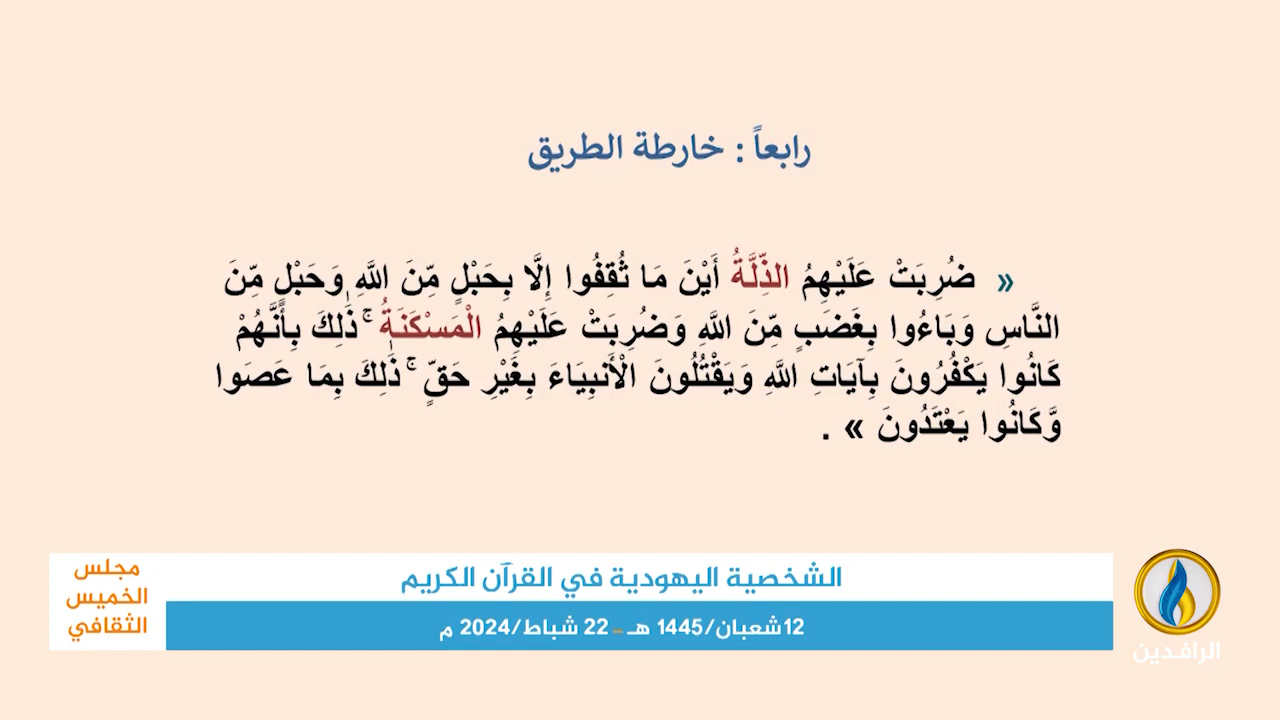 رابعاً : خارطة الطريق
« ضُرِبَتْ عَلَيْهِمُ الذِّلَّةُ أَيْنَ مَا ثُقِفُوا إِلَّا بِحَبْلٍ مِّنَ اللَّهِ وَحَبْلٍ مِّنَ
النَّاسِ وَبَاءُوا بِغَضَبٍ مِّنَ اللَّهِ وَضُرِبَتْ عَلَيْهِمُ الْمَسْكَنَةُ ۚ ذَٰلِكَ بِأَنَّهُمْ
كَانُوا يَكْفُرُونَ بِآيَاتِ اللَّهِ وَيَقْتُلُونَ الْأَنبِيَاءَ بِغَيْرِ حَقٍّ ۚ ذَٰلِكَ بِمَا عَصَوا
وَّكَانُوا يَعْتَدُونَ » .
الشخصية اليهودية في القرآن الكريم
12شعبان/1445 هـ _ 22 شباط/2024 م
مجلس
الخميس
الثقافي
الرافدين